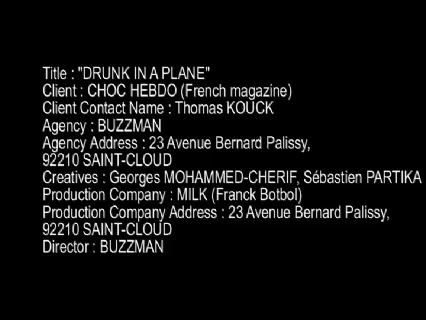 Title : "DRUNK IN A PLANE"
Client : CHOC HEBDO (French magazine)
Client Contact Name : Thomas KOUCK
Agency : BUZZMAN
Agency Address : 23 Avenue Bernard Palissy,
92210 SAINT-CLOUD
Creatives : Georges MOHAMMED-CHERIF, Sébastien PARTIKA
Production Company : MILK (Franck Botbol)
Production Company Address : 23 Avenue Bernard Palissy,
92210 SAINT-CLOUD
Director : BUZZMAN